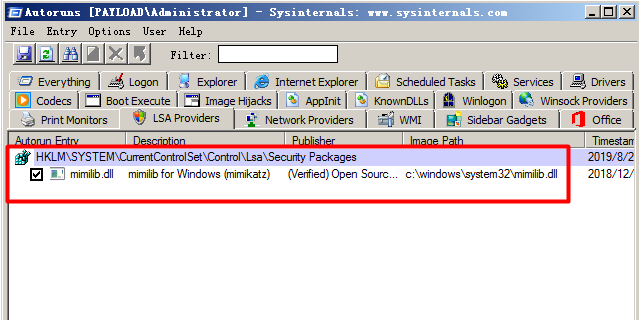 Autoruns [PAYLOAD\Administrator] - Sysinternals: www.sysinternals.com
File Entry Options User Help
Filter:
Everything Logon Explorer Internet Explorer Scheduled Tasks Services Drivers
Codecs Boot Execute Image Hijacks AppInit KnownDLLs Winlogon Winsock Providers
Print Monitors LSA Providers Network Providers WMI Sidebar Gadgets Office
Autorun Entry Description Publisher Image Path Timestam
HKLM\SYSTEM\CurrentControlSet\Control\Lsa\Security Packages 2019/8/2
mimilib.dll mimilib for Windows (mimikatz) (Verified) Open Sourc... c:\windows\system32\mimilib.dll 2018/12/